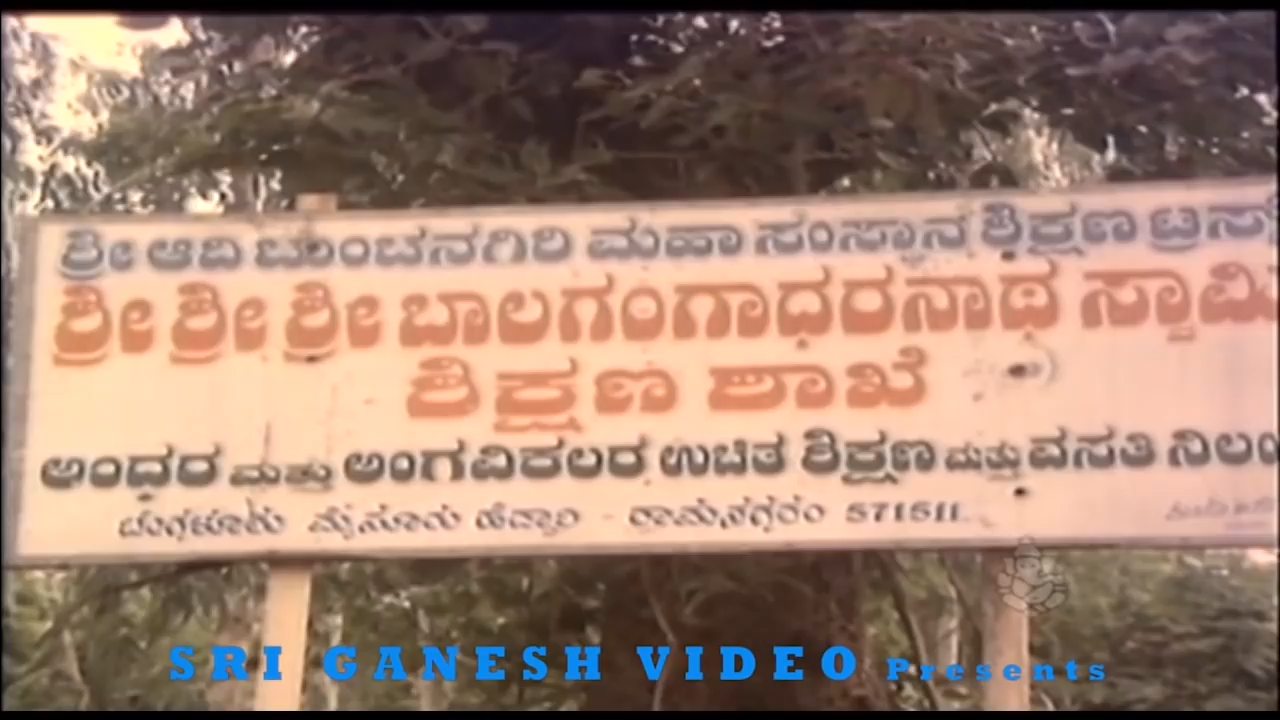 ಶ್ರೀ ಆದಿ ಚುಂಚನಗಿರಿ ಮಹಾ ಸಂಸ್ಥಾನ ಶಿಕ್ಷಣ
ಶ್ರೀ ಶ್ರೀ ಶ್ರೀ ಬಾಲಗಂಗಾಧರನಾಥ ಸ್ವಾಮಿ
ಶಿಕ್ಷಣ ಶಾಖೆ
ಅಂಧರ ಮತ್ತು ಅಂಗವಿಕಲರ ಉಚಿತ ಶಿಕ್ಷಣ ಮತ್ತು ವಸತಿ
ಮೈಸೂರು ಹೆದ್ದಾರಿ - ರಾಮನಗರಂ 571511
SRI GANESH VIDEO Presents